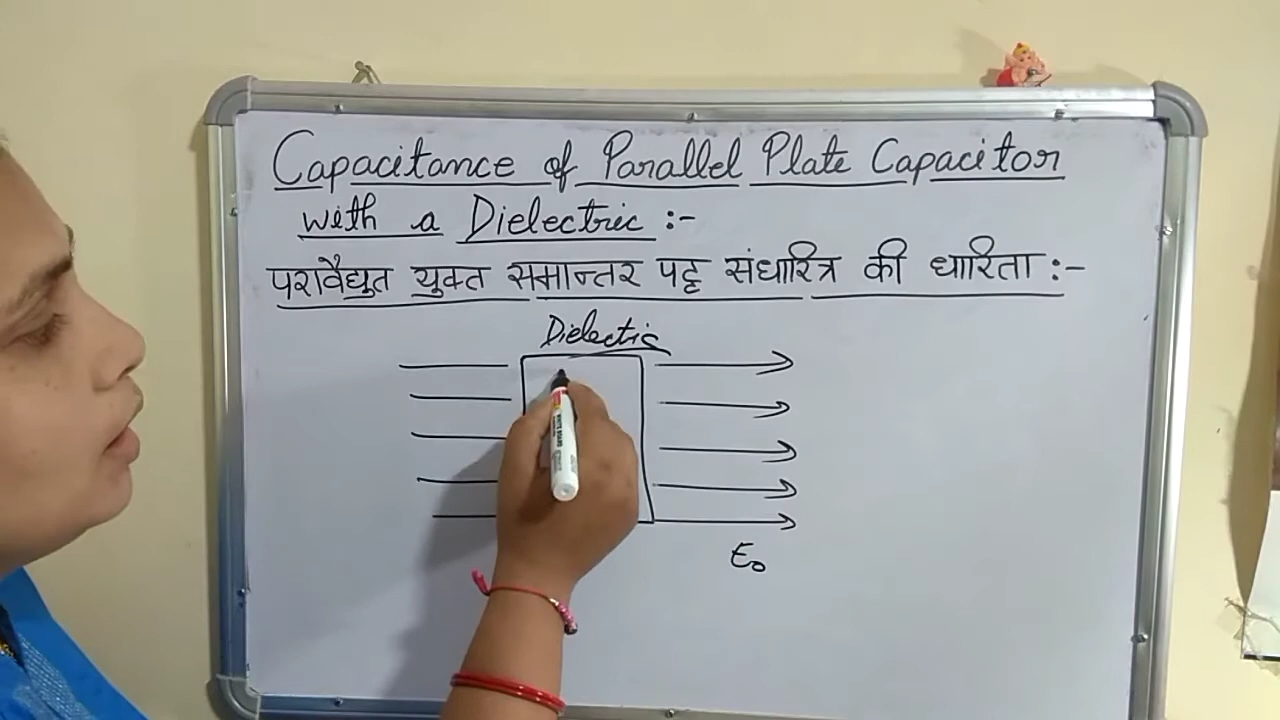 Capacitance of Parallel Plate Capacitor
with a Dielectric :-
परावैद्युत युक्त समान्तर पट्ट संधारित्र की धारिता :-
Dielectric
E₀